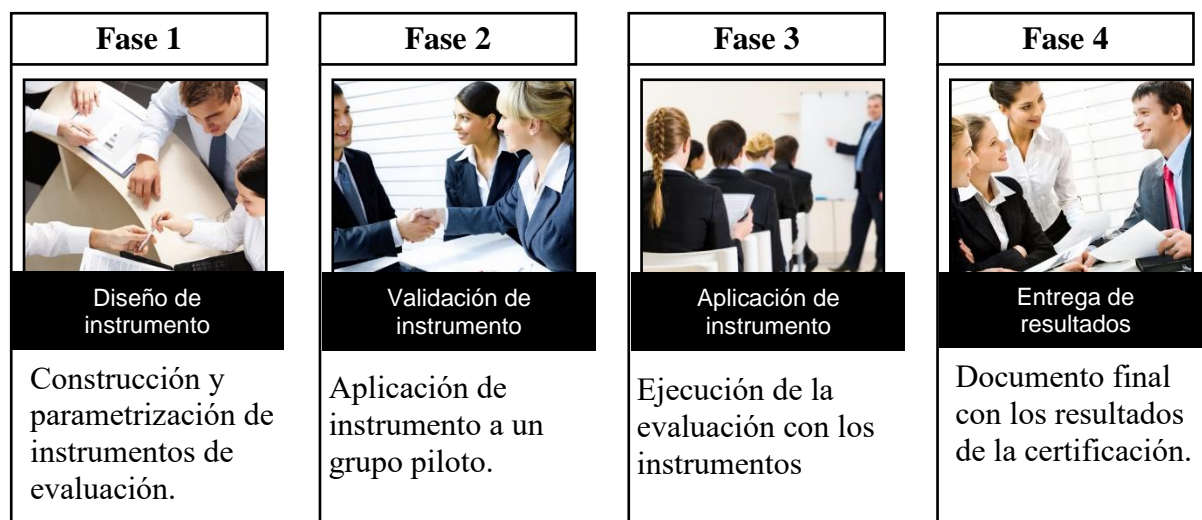 Fase 1
Diseño de
instrumento
Construcción y
parametrización de
instrumentos de
evaluación.
Fase 2
Validación de
instrumento
Aplicación de
instrumento a un
grupo piloto.
Fase 3
Aplicación de
instrumento
Ejecución de la
evaluación con los
instrumentos
Fase 4
Entrega de
resultados
Documento final
con los resultados
de la certificación.